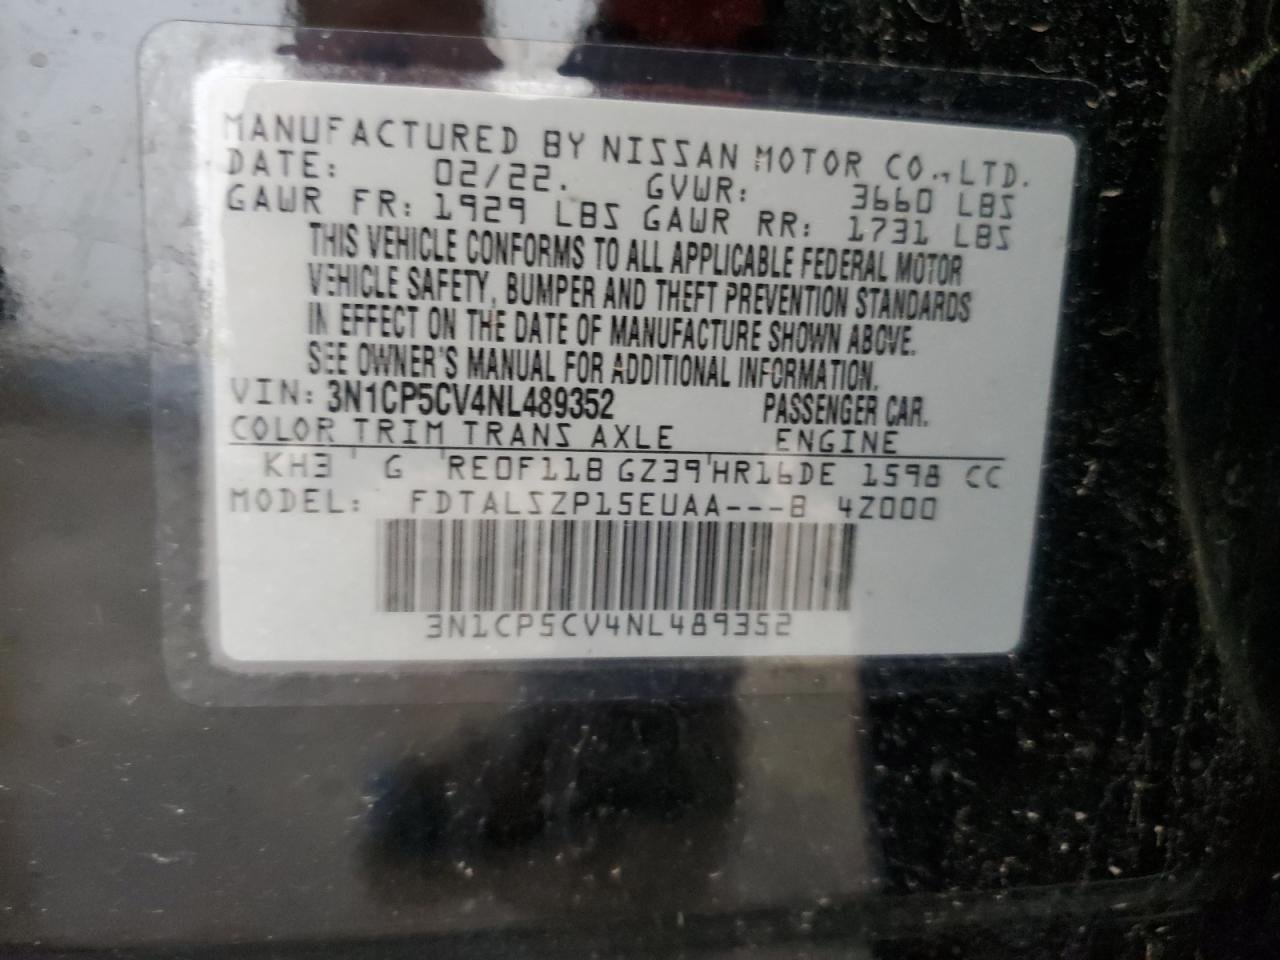 MANUFACTURED BY NISSAN MOTOR CO.,LTD.
DATE: 02/22. GVWR: 3660 LBS
GAWR FR: 1929 LBS GAWR RR: 1731 LBS
THIS VEHICLE CONFORMS TO ALL APPLICABLE FEDERAL MOTOR
VEHICLE SAFETY, BUMPER AND THEFT PREVENTION STANDARDS
IN EFFECT ON THE DATE OF MANUFACTURE SHOWN ABOVE.
SEE OWNER'S MANUAL FOR ADDITIONAL INFORMATION.
VIN: 3N1CP5CV4NL489352 PASSENGER CAR.
COLOR TRIM TRANS AXLE ENGINE
KH3 ' G 'RE0F11B GZ39'HR16DE 1598 CC
MODEL: FDTALSZP15EUAA---B 4Z000
3N1CP5CV4NL489352